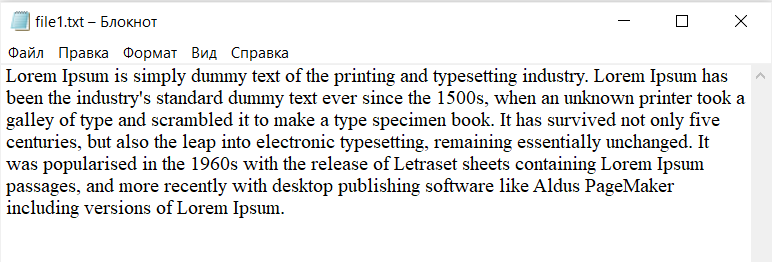 file1.txt – Блокнот
Файл Правка Формат Вид Справка
Lorem Ipsum is simply dummy text of the printing and typesetting industry. Lorem Ipsum has
been the industry's standard dummy text ever since the 1500s, when an unknown printer took a
galley of type and scrambled it to make a type specimen book. It has survived not only five
centuries, but also the leap into electronic typesetting, remaining essentially unchanged. It
was popularised in the 1960s with the release of Letraset sheets containing Lorem Ipsum
passages, and more recently with desktop publishing software like Aldus PageMaker
including versions of Lorem Ipsum.